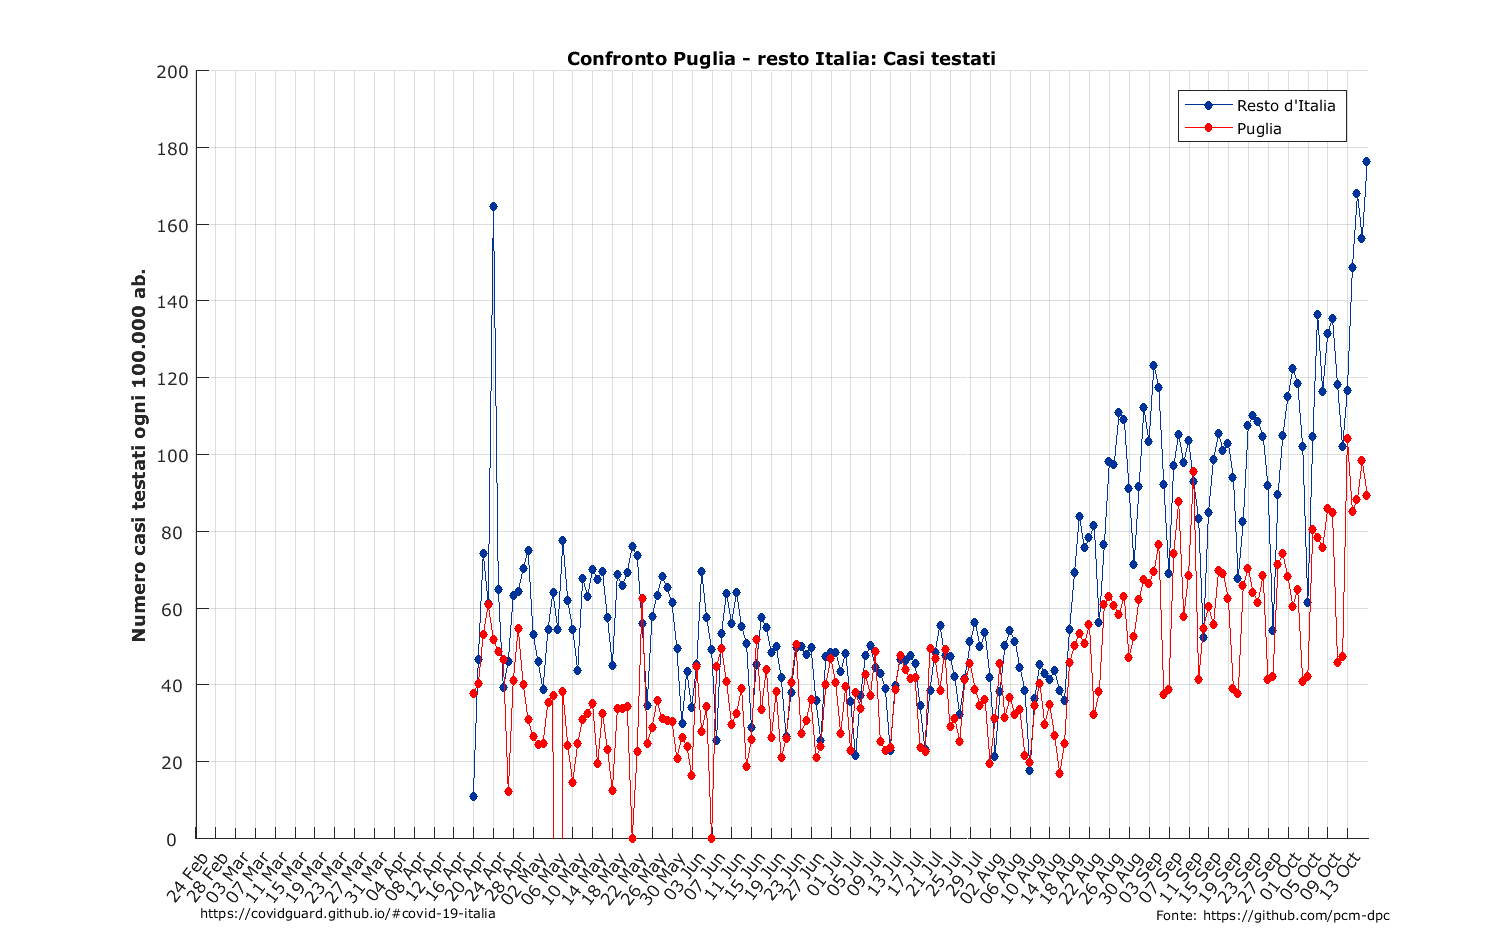 Confronto Puglia - resto Italia: Casi testati
Resto d'Italia
Puglia
Numero casi testati ogni 100.000 ab.
200
180
160
140
120
100
80
60
40
20
0
24 Feb
28 Feb
03 Mar
07 Mar
11 Mar
15 Mar
19 Mar
23 Mar
27 Mar
31 Mar
04 Apr
08 Apr
12 Apr
16 Apr
20 Apr
24 Apr
28 Apr
02 May
06 May
10 May
14 May
18 May
22 May
26 May
30 May
03 Jun
07 Jun
11 Jun
15 Jun
19 Jun
23 Jun
27 Jun
01 Jul
05 Jul
09 Jul
13 Jul
17 Jul
21 Jul
25 Jul
29 Jul
02 Aug
06 Aug
10 Aug
14 Aug
18 Aug
22 Aug
26 Aug
30 Aug
03 Sep
07 Sep
11 Sep
15 Sep
19 Sep
23 Sep
27 Sep
01 Oct
05 Oct
09 Oct
13 Oct
https://covidguard.github.io/#covid-19-italia
Fonte: https://github.com/pcm-dpc